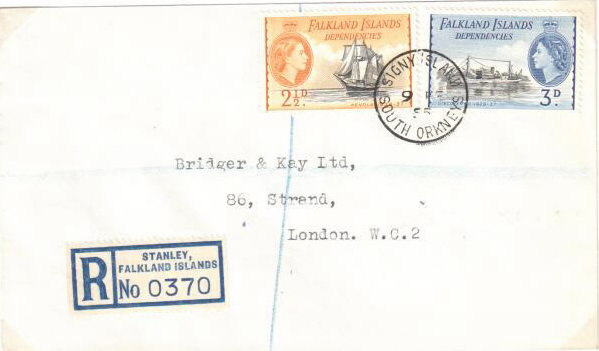 FALKLAND ISLANDS
DEPENDENCIES
2½D.
FALKLAND ISLANDS
DEPENDENCIES
3D.
SIGNY ISLAND
9
SOUTH ORKNEYS
Bridger & Kay Ltd,
86, Strand,
London. W.C.2
R
STANLEY,
FALKLAND ISLANDS
No 0370